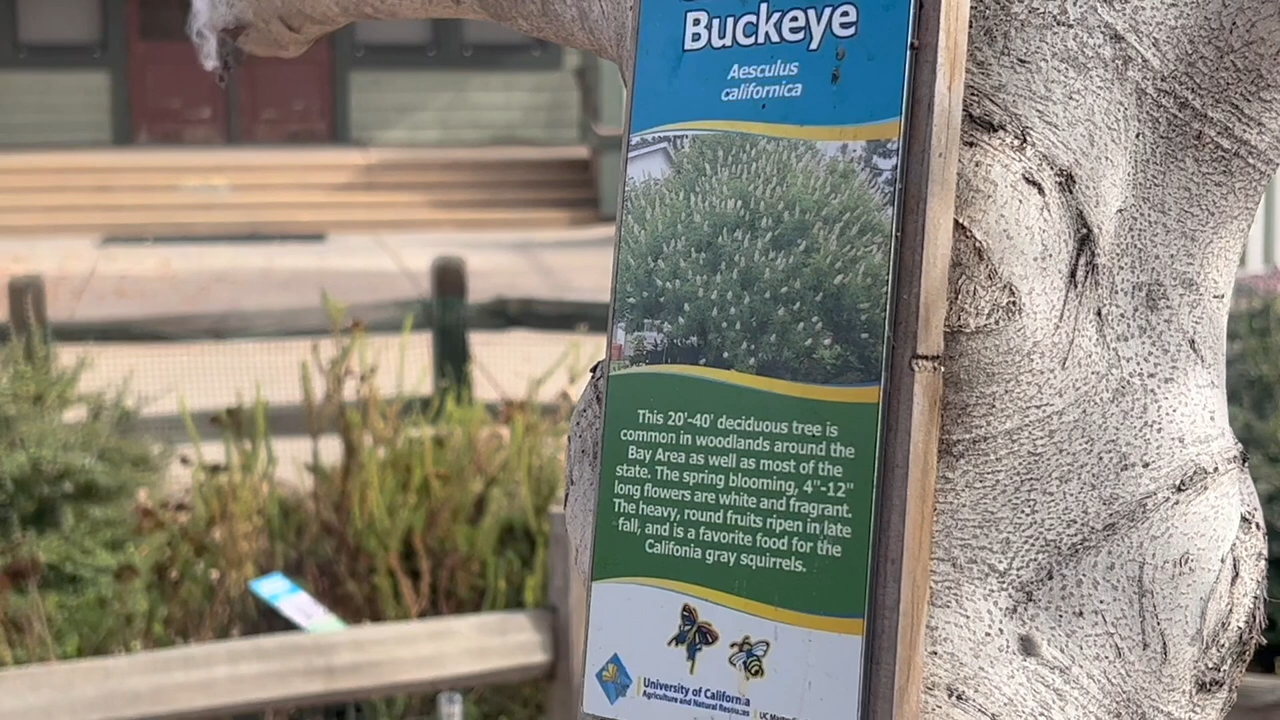 Buckeye
Aesculus
californica
This 20'-40' deciduous tree is
common in woodlands around the
Bay Area as well as most of the
state. The spring blooming, 4"-12"
long flowers are white and fragrant.
The heavy, round fruits ripen in late
fall, and is a favorite food for the
Califonia gray squirrels.
University of California
Agriculture and Natural Resources
UC